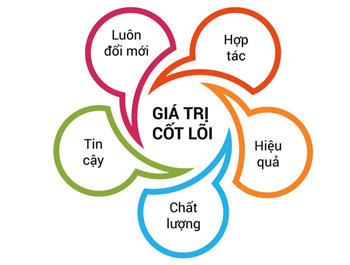 Luôn
đổi mới
Hợp
tác
GIÁ TRỊ
CỐT LÕI
Tin
cậy
Hiệu
quả
Chất
lượng